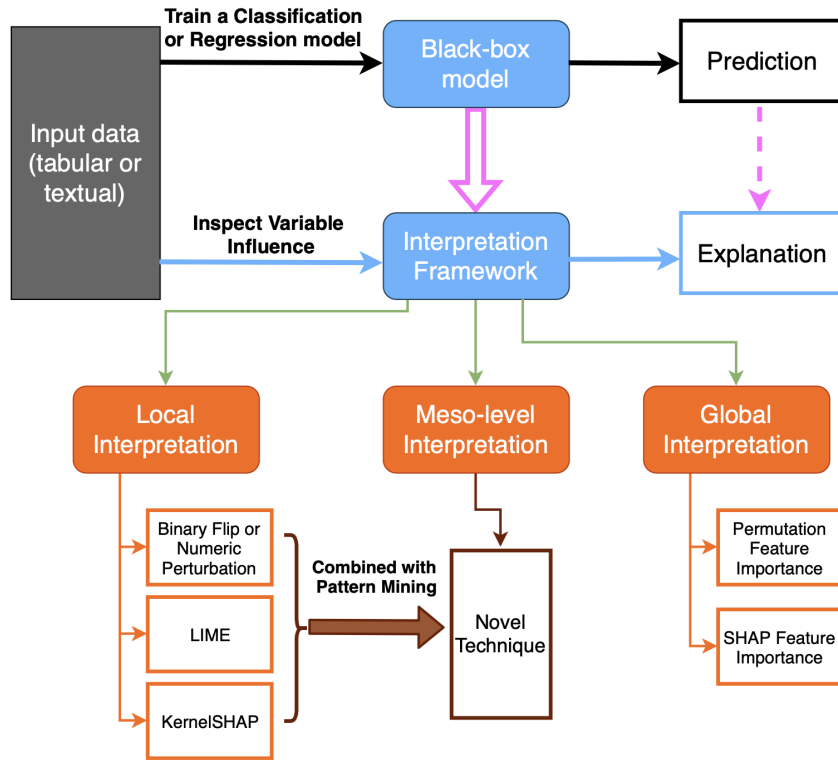 Train a Classification
or Regression model
Black-box
model
Prediction
Input data
(tabular or
textual)
Inspect Variable
Influence
Interpretation
Framework
Explanation
Local
Interpretation
Meso-level
Interpretation
Global
Interpretation
Binary Flip or
Numeric
Perturbation
LIME
KernelSHAP
Combined with
Pattern Mining
Novel
Technique
Permutation
Feature
Importance
SHAP Feature
Importance